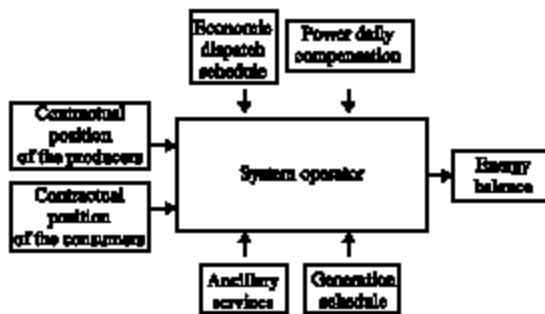 Economic
dispatch
schedule
Power daily
compensation
Contractual
position
of the producers
System operator
Energy
balance
Contractual
position
of the consumers
Ancillary
services
Generation
schedule